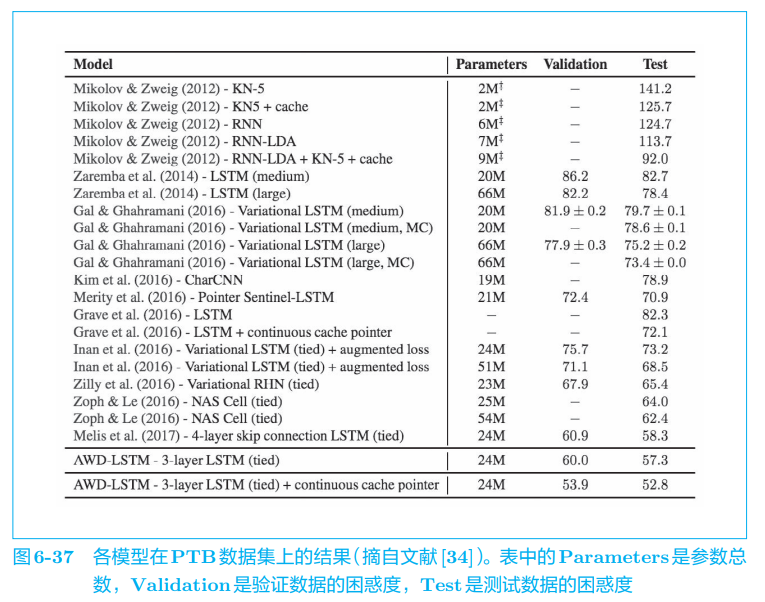 Model Parameters Validation Test
Mikolov & Zweig (2012) - KN-5 2M† – 141.2
Mikolov & Zweig (2012) - KN5 + cache 2M‡ – 125.7
Mikolov & Zweig (2012) - RNN 6M‡ – 124.7
Mikolov & Zweig (2012) - RNN-LDA 7M‡ – 113.7
Mikolov & Zweig (2012) - RNN-LDA + KN-5 + cache 9M‡ – 92.0
Zaremba et al. (2014) - LSTM (medium) 20M 86.2 82.7
Zaremba et al. (2014) - LSTM (large) 66M 82.2 78.4
Gal & Ghahramani (2016) - Variational LSTM (medium) 20M 81.9 ± 0.2 79.7 ± 0.1
Gal & Ghahramani (2016) - Variational LSTM (medium, MC) 20M – 78.6 ± 0.1
Gal & Ghahramani (2016) - Variational LSTM (large) 66M 77.9 ± 0.3 75.2 ± 0.2
Gal & Ghahramani (2016) - Variational LSTM (large, MC) 66M – 73.4 ± 0.0
Kim et al. (2016) - CharCNN 19M – 78.9
Merity et al. (2016) - Pointer Sentinel-LSTM 21M 72.4 70.9
Grave et al. (2016) - LSTM – – 82.3
Grave et al. (2016) - LSTM + continuous cache pointer – – 72.1
Inan et al. (2016) - Variational LSTM (tied) + augmented loss 24M 75.7 73.2
Inan et al. (2016) - Variational LSTM (tied) + augmented loss 51M 71.1 68.5
Zilly et al. (2016) - Variational RHN (tied) 23M 67.9 65.4
Zoph & Le (2016) - NAS Cell (tied) 25M – 64.0
Zoph & Le (2016) - NAS Cell (tied) 54M – 62.4
Melis et al. (2017) - 4-layer skip connection LSTM (tied) 24M 60.9 58.3
AWD-LSTM - 3-layer LSTM (tied) 24M 60.0 57.3
AWD-LSTM - 3-layer LSTM (tied) + continuous cache pointer 24M 53.9 52.8
图6-37 各模型在PTB数据集上的结果（摘自文献[34]）。表中的Parameters是参数总
数，Validation是验证数据的困惑度，Test是测试数据的困惑度